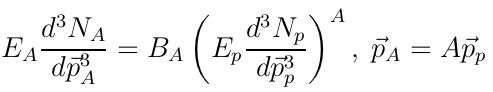 $E_A \frac{d^3 N_A}{d\vec{p}_A^3} = B_A \left( E_p \frac{d^3 N_p}{d\vec{p}_p^3} \right)^A, \; \vec{p}_A = A\vec{p}_p$